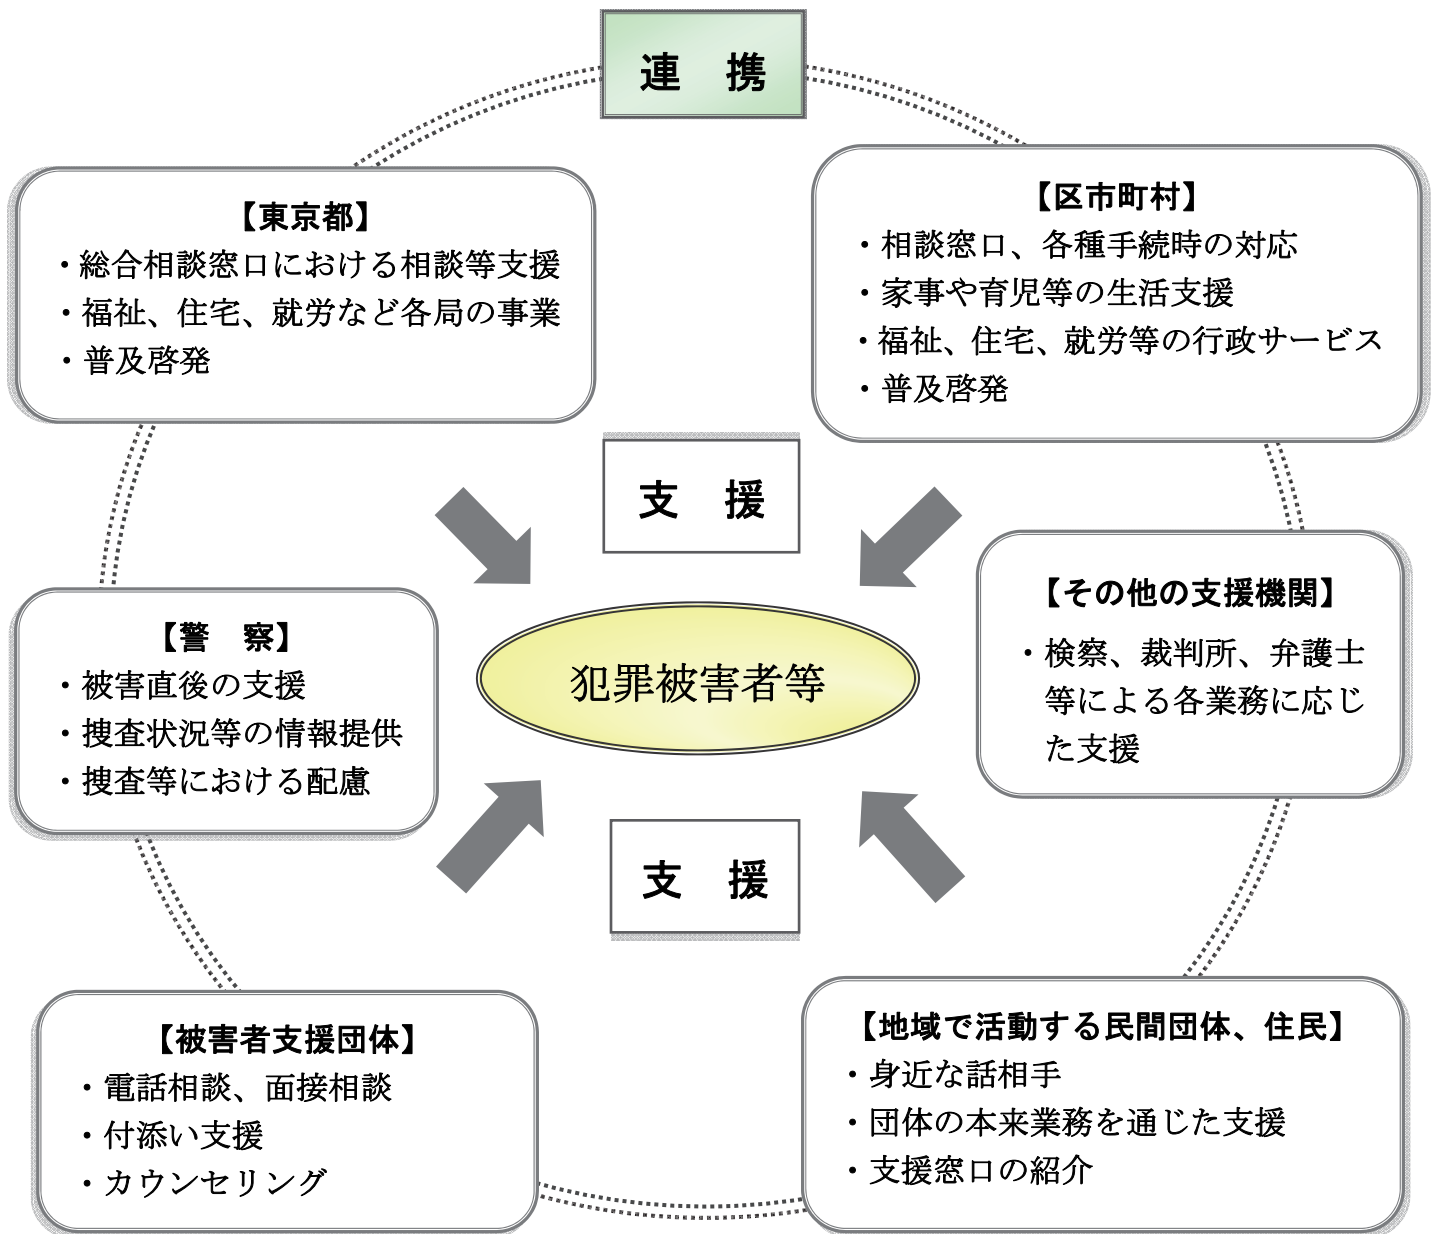 連　携
【東京都】
・総合相談窓口における相談等支援
・福祉、住宅、就労など各局の事業
・普及啓発
【区市町村】
・相談窓口、各種手続時の対応
・家事や育児等の生活支援
・福祉、住宅、就労等の行政サービス
・普及啓発
支　援
【警　察】
・被害直後の支援
・捜査状況等の情報提供
・捜査等における配慮
犯罪被害者等
【その他の支援機関】
・検察、裁判所、弁護士
等による各業務に応じ
た支援
支　援
【被害者支援団体】
・電話相談、面接相談
・付添い支援
・カウンセリング
【地域で活動する民間団体、住民】
・身近な話相手
・団体の本来業務を通じた支援
・支援窓口の紹介